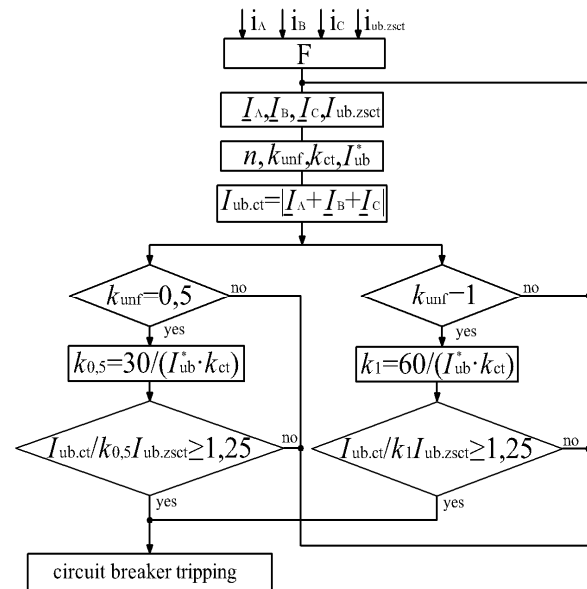 iA iB iC iub.zsct
F
IA,IB,IC,Iub.zsct
n,kunf,kct,I*ub
Iub.ct=|IA+IB+IC|
kunf=0,5
no
kunf−1
no
yes
yes
k0,5=30/(I*ub·kct)
k1=60/(I*ub·kct)
Iub.ct/k0,5Iub.zsct≥1,25
no
Iub.ct/k1Iub.zsct≥1,25
no
yes
yes
circuit breaker tripping